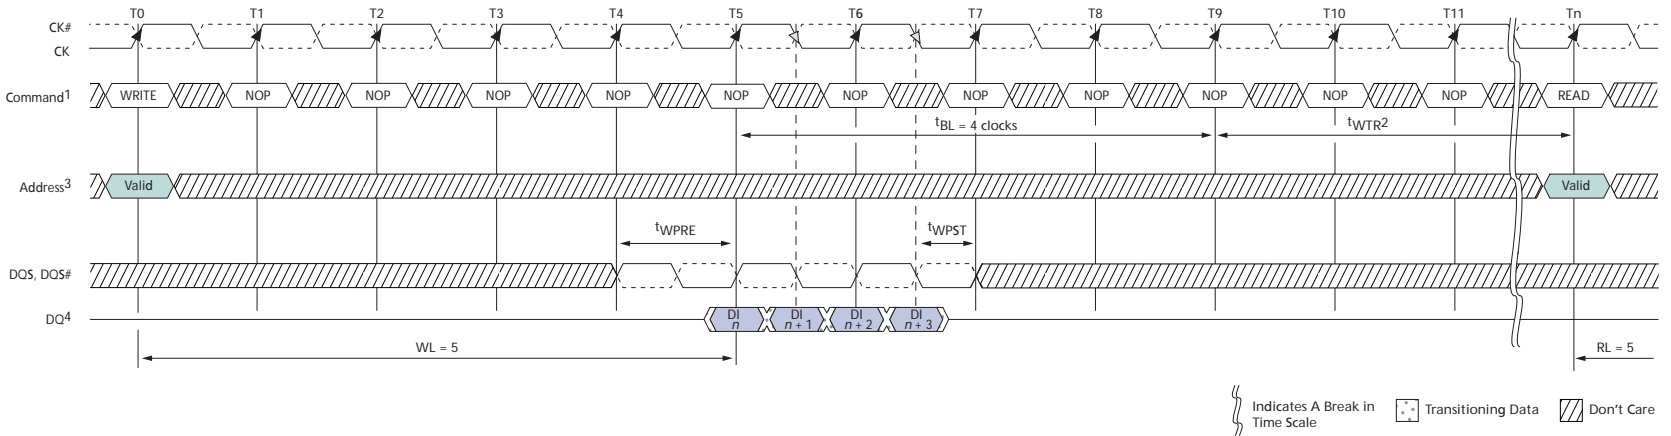 T0 T1 T2 T3 T4 T5 T6 T7 T8 T9 T10 T11 Tn
CK#
CK
Command1 WRITE NOP NOP NOP NOP NOP NOP NOP NOP NOP NOP NOP READ
tBL = 4 clocks tWTR2
Address3 Valid Valid
tWPRE tWPST
DQS, DQS#
DQ4 DI n DI n + 1 DI n + 2 DI n + 3
WL = 5 RL = 5
Indicates A Break in
Time Scale
Transitioning Data
Don't Care